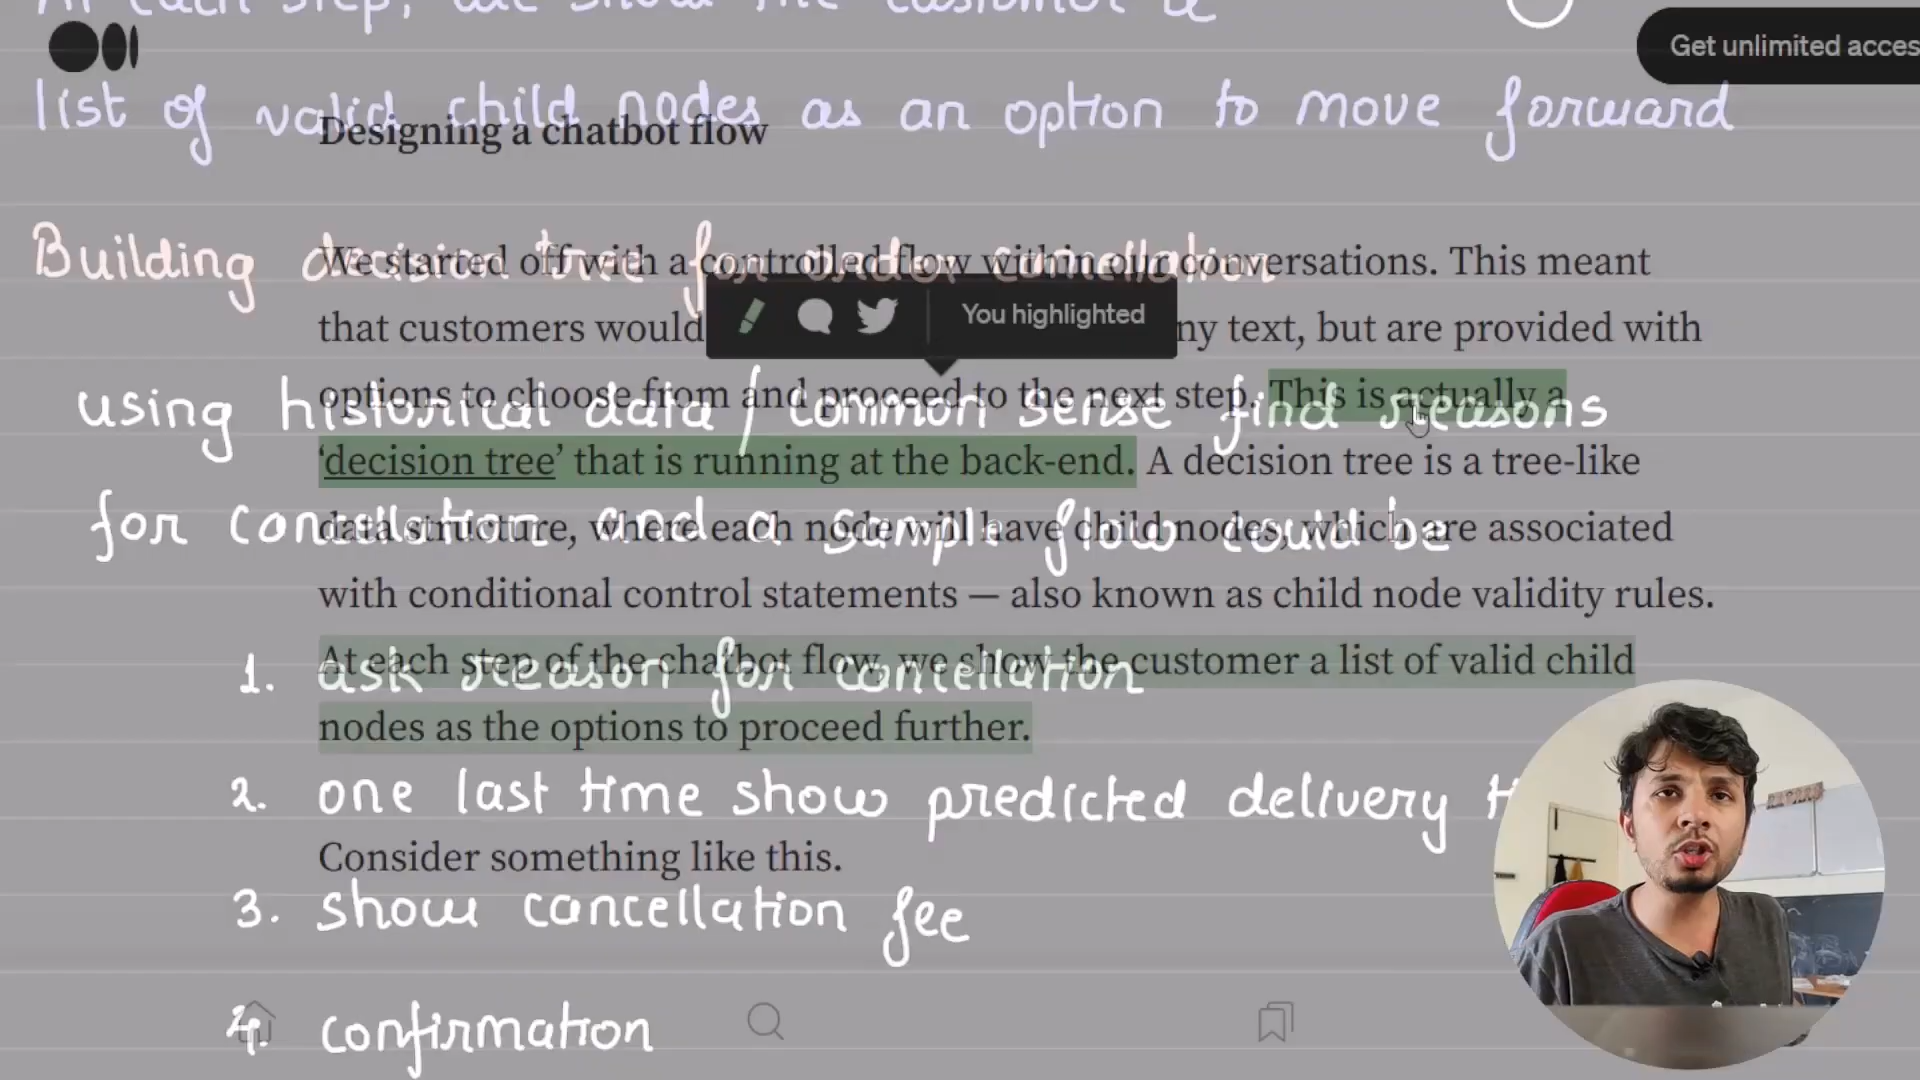 At each step, we show the customer a
Get unlimited acces
list of valid child nodes as an option to move forward
Designing a chatbot flow
Building decision tree for order cancellation
We started off with a controlled flow within our conversations. This meant
You highlighted
that customers would ny text, but are provided with
options to choose from and proceed to the next step. This is actually a
using historical data / common sense find reasons
‘decision tree’ that is running at the back-end. A decision tree is a tree-like
for cancellation and a sample flow could be
data structure, where each node will have child nodes, which are associated
with conditional control statements — also known as child node validity rules.
At each step of the chatbot flow, we show the customer a list of valid child
1. ask reason for cancellation
nodes as the options to proceed further.
2. one last time show predicted delivery
Consider something like this.
3. show cancellation fee
4. confirmation